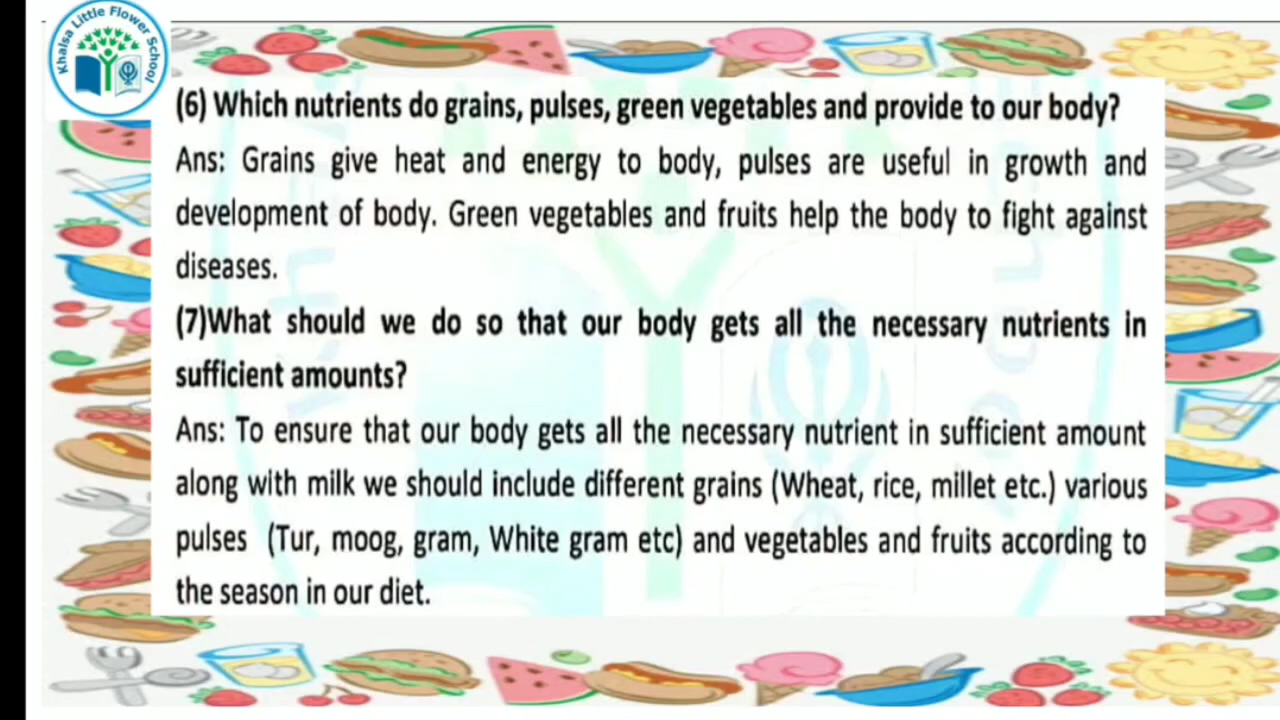 Khalsa Little Flower School
(6) Which nutrients do grains, pulses, green vegetables and provide to our body?
Ans: Grains give heat and energy to body, pulses are useful in growth and
development of body. Green vegetables and fruits help the body to fight against
diseases.
(7)What should we do so that our body gets all the necessary nutrients in
sufficient amounts?
Ans: To ensure that our body gets all the necessary nutrient in sufficient amount
along with milk we should include different grains (Wheat, rice, millet etc.) various
pulses (Tur, moog, gram, White gram etc) and vegetables and fruits according to
the season in our diet.